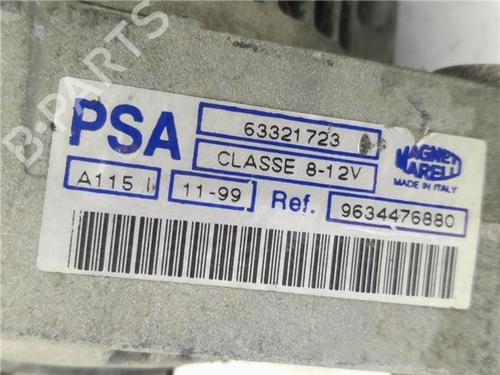 B-PARTS
PSA
63321723
CLASSE 8-12V
A115 I
11-99
Ref.
9634476880
MAGNETI
MARELLI
MADE IN ITALY